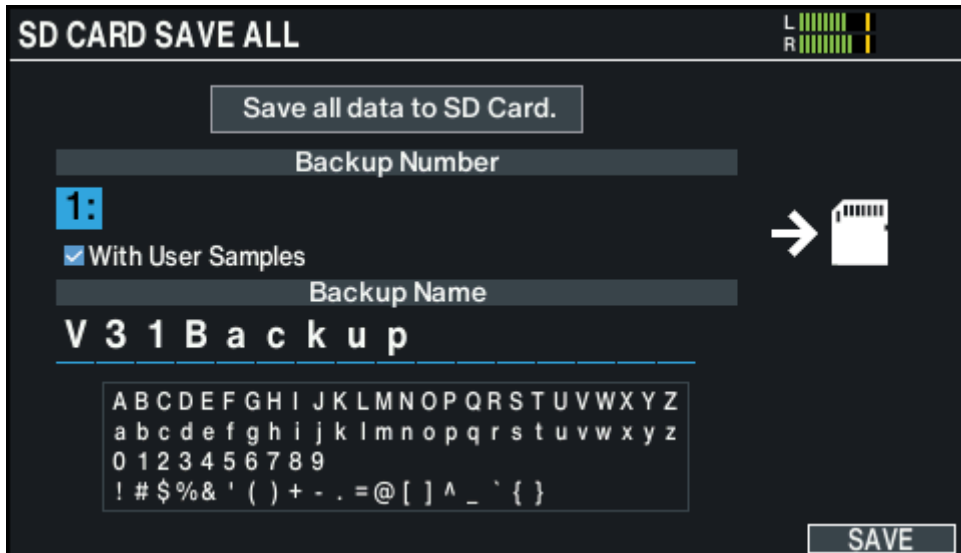 SD CARD SAVE ALL
L
R
Save all data to SD Card.
Backup Number
1:
With User Samples
Backup Name
V31Backup
A B C D E F G H I J K L M N O P Q R S T U V W X Y Z
a b c d e f g h i j k l m n o p q r s t u v w x y z
0 1 2 3 4 5 6 7 8 9
! # $ % & ' ( ) + - . = @ [ ] ^ _ ` { }
SAVE